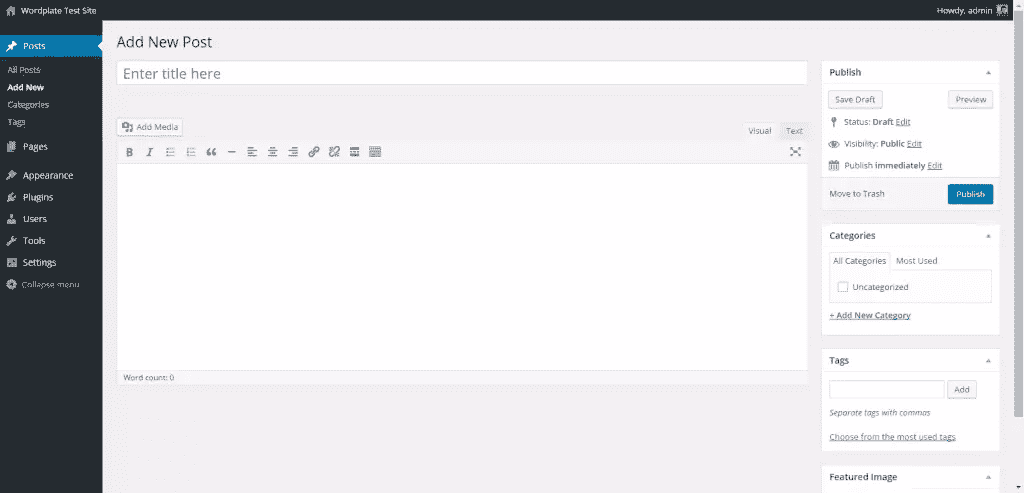 Wordplate Test Site
Howdy, admin
Posts
All Posts
Add New
Categories
Tags
Pages
Appearance
Plugins
Users
Tools
Settings
Collapse menu
Add New Post
Enter title here
Add Media
Visual Text
B I
Word count: 0
Publish
Save Draft Preview
Status: Draft Edit
Visibility: Public Edit
Publish immediately Edit
Move to Trash Publish
Categories
All Categories Most Used
Uncategorized
+ Add New Category
Tags
Add
Separate tags with commas
Choose from the most used tags
Featured Image